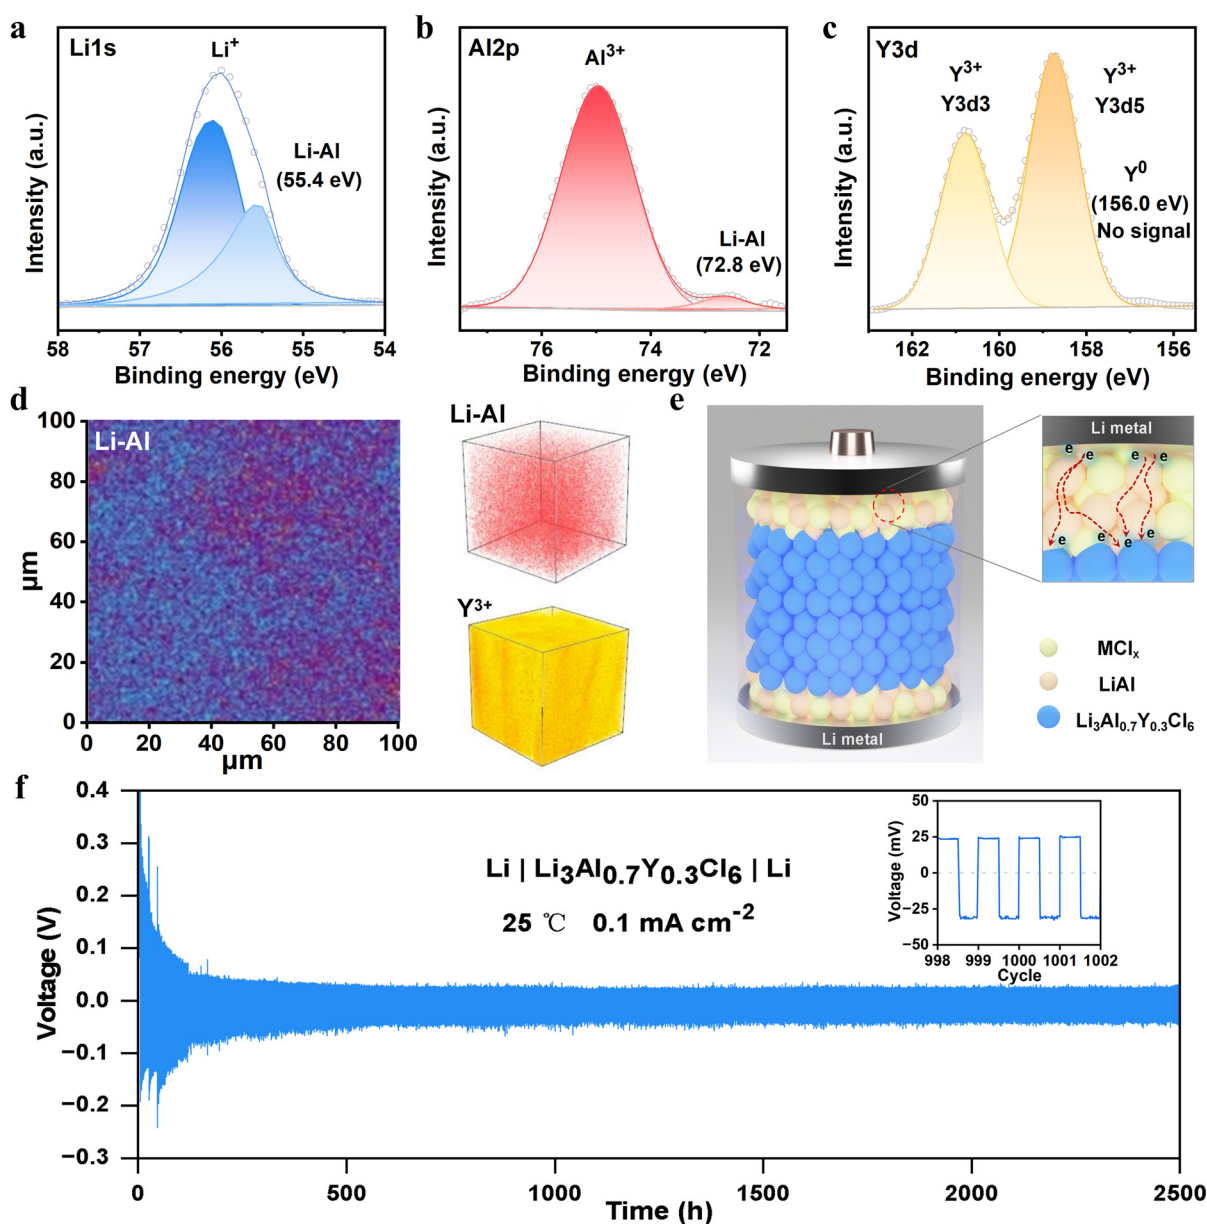 a
Li1s
Li⁺
Li-Al
(55.4 eV)
Intensity (a.u.)
58 57 56 55 54
Binding energy (eV)
b
Al2p
Al³⁺
Li-Al
(72.8 eV)
Intensity (a.u.)
76 74 72
Binding energy (eV)
c
Y3d
Y³⁺
Y3d3
Y³⁺
Y3d5
Y⁰
(156.0 eV)
No signal
Intensity (a.u.)
162 160 158 156
Binding energy (eV)
d
Li-Al
100
80
60
40
20
0
μm
0 20 40 60 80 100
μm
Li-Al
Y³⁺
e
Li metal
Li metal
e e e e
e e e
MClₓ
LiAl
Li₃Al₀.₇Y₀.₃Cl₆
f
0.4
0.3
0.2
0.1
0.0
−0.1
−0.2
−0.3
Voltage (V)
Li | Li₃Al₀.₇Y₀.₃Cl₆ | Li
25 ℃ 0.1 mA cm⁻²
50
25
0
−25
−50
Voltage (mV)
998 999 1000 1001 1002
Cycle
0 500 1000 1500 2000 2500
Time (h)